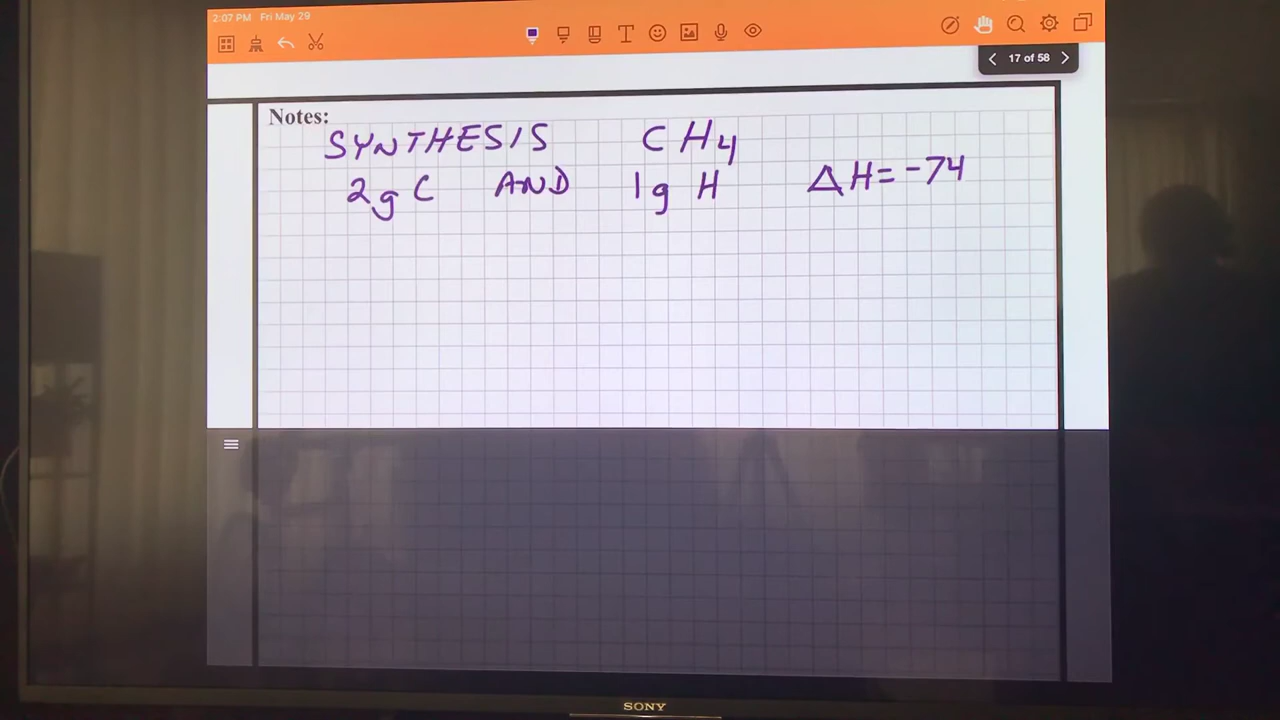 2:07 PM Fri May 29
17 of 58
Notes:
SYNTHESIS CH4
2g C AND 1g H ΔH = -74
SONY